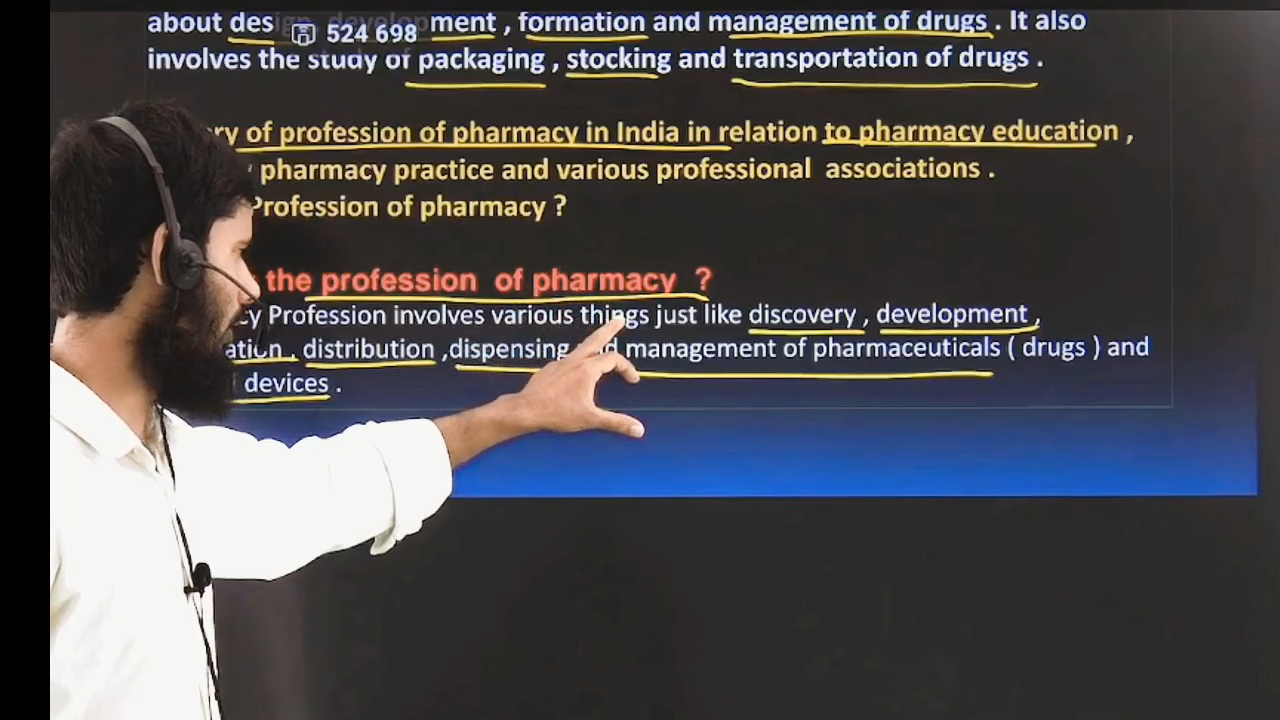 about des 524 698 ment , formation and management of drugs . It also
involves the study of packaging , stocking and transportation of drugs .
of profession of pharmacy in India in relation to pharmacy education ,
pharmacy practice and various professional associations .
Profession of pharmacy ?
the profession of pharmacy ?
Profession involves various things just like discovery , development ,
distribution ,dispensing management of pharmaceuticals ( drugs ) and
devices .